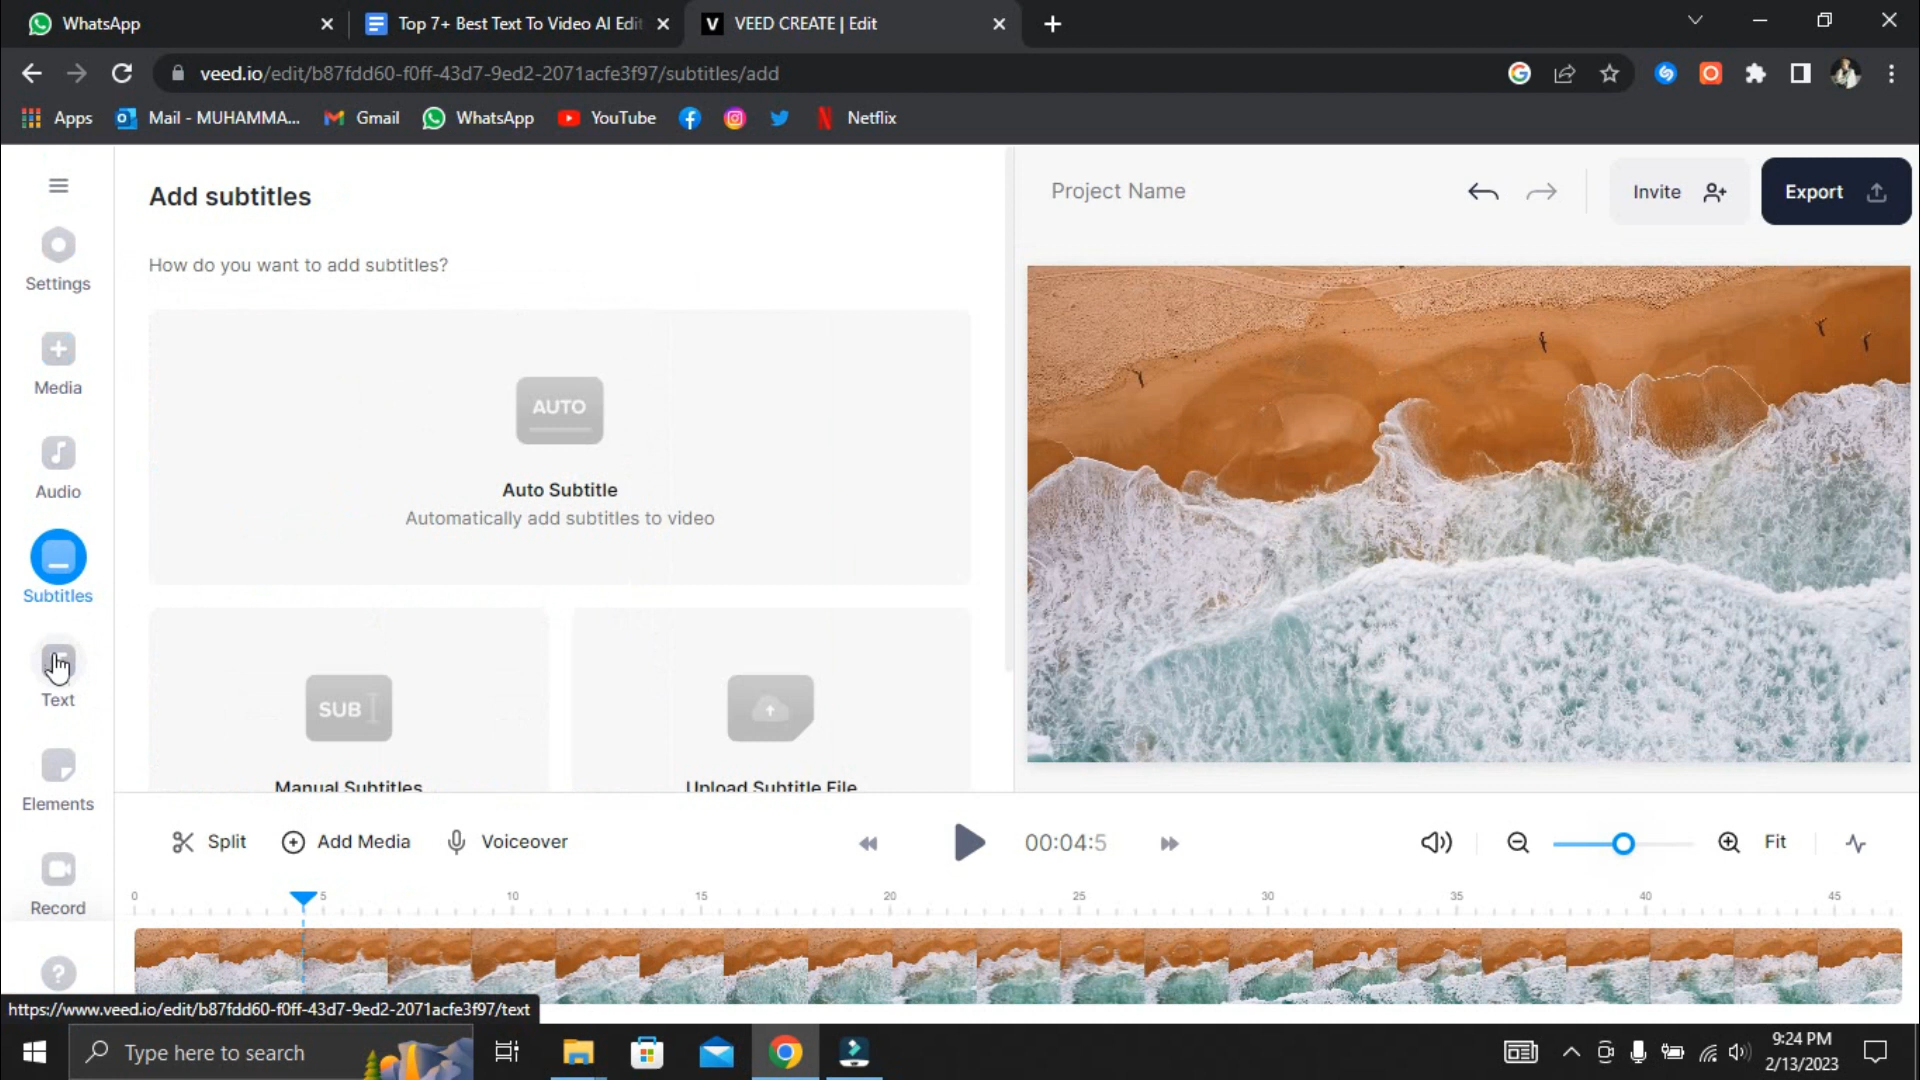 WhatsApp
Top 7+ Best Text To Video AI Edit
V VEED CREATE | Edit
veed.io/edit/b87fdd60-f0ff-43d7-9ed2-2071acfe3f97/subtitles/add
Apps
Mail - MUHAMMA...
Gmail
WhatsApp
YouTube
Netflix
Add subtitles
Project Name
Invite
Export
How do you want to add subtitles?
Settings
Media
AUTO
Audio
Auto Subtitle
Automatically add subtitles to video
Subtitles
Text
SUB
Manual Subtitles
Upload Subtitle File
Elements
Split
Add Media
Voiceover
00:04:5
Fit
Record
0 5 10 15 20 25 30 35 40 45
?
https://www.veed.io/edit/b87fdd60-f0ff-43d7-9ed2-2071acfe3f97/text
Type here to search
9:24 PM
2/13/2023